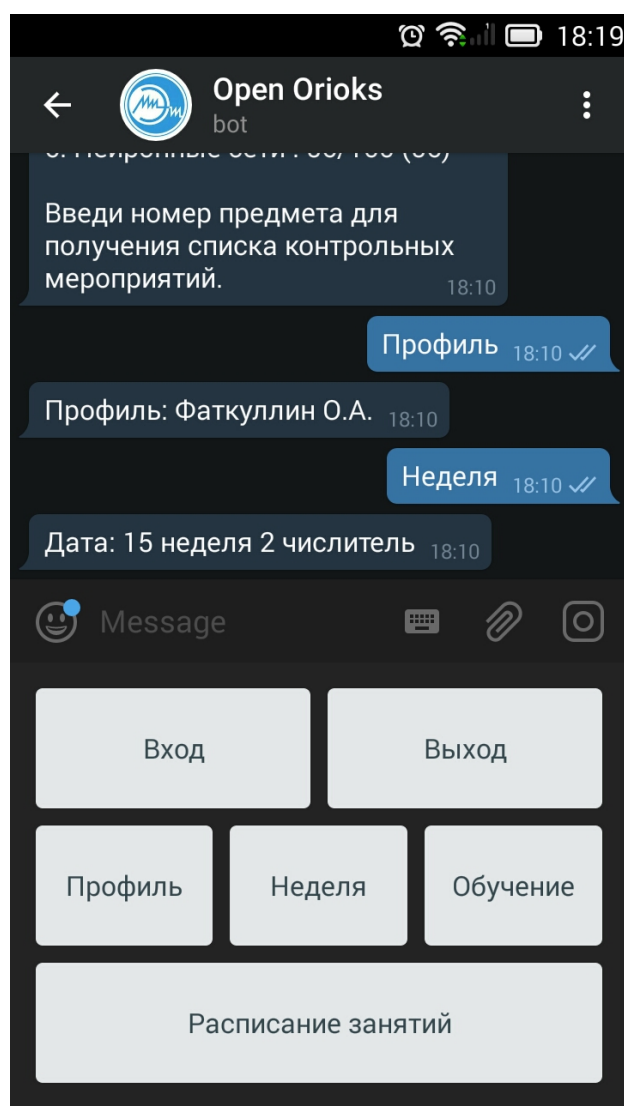 18:19
Open Orioks
bot
Введи номер предмета для
получения списка контрольных
мероприятий.
18:10
Профиль 18:10
Профиль: Фаткуллин О.А. 18:10
Неделя 18:10
Дата: 15 неделя 2 числитель 18:10
Message
Вход Выход
Профиль Неделя Обучение
Расписание занятий